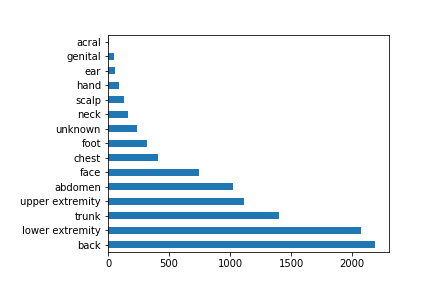 acral
genital
ear
hand
scalp
neck
unknown
foot
chest
face
abdomen
upper extremity
trunk
lower extremity
back
0 500 1000 1500 2000